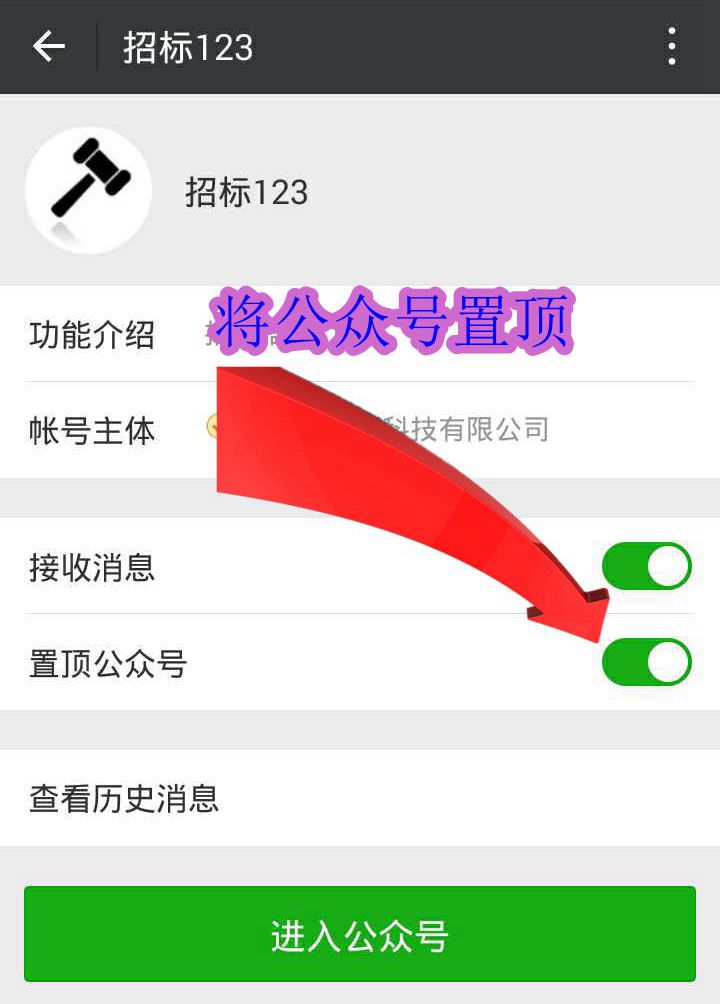 招标123
招标123
将公众号置顶
功能介绍
帐号主体 科技有限公司
接收消息
置顶公众号
查看历史消息
进入公众号